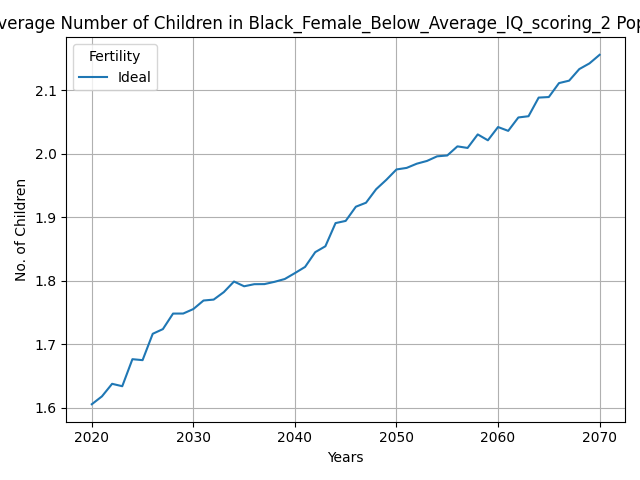 verage Number of Children in Black_Female_Below_Average_IQ_scoring_2 Pop
Fertility
Ideal
2.1
2.0
1.9
1.8
1.7
1.6
No. of Children
2020 2030 2040 2050 2060 2070
Years